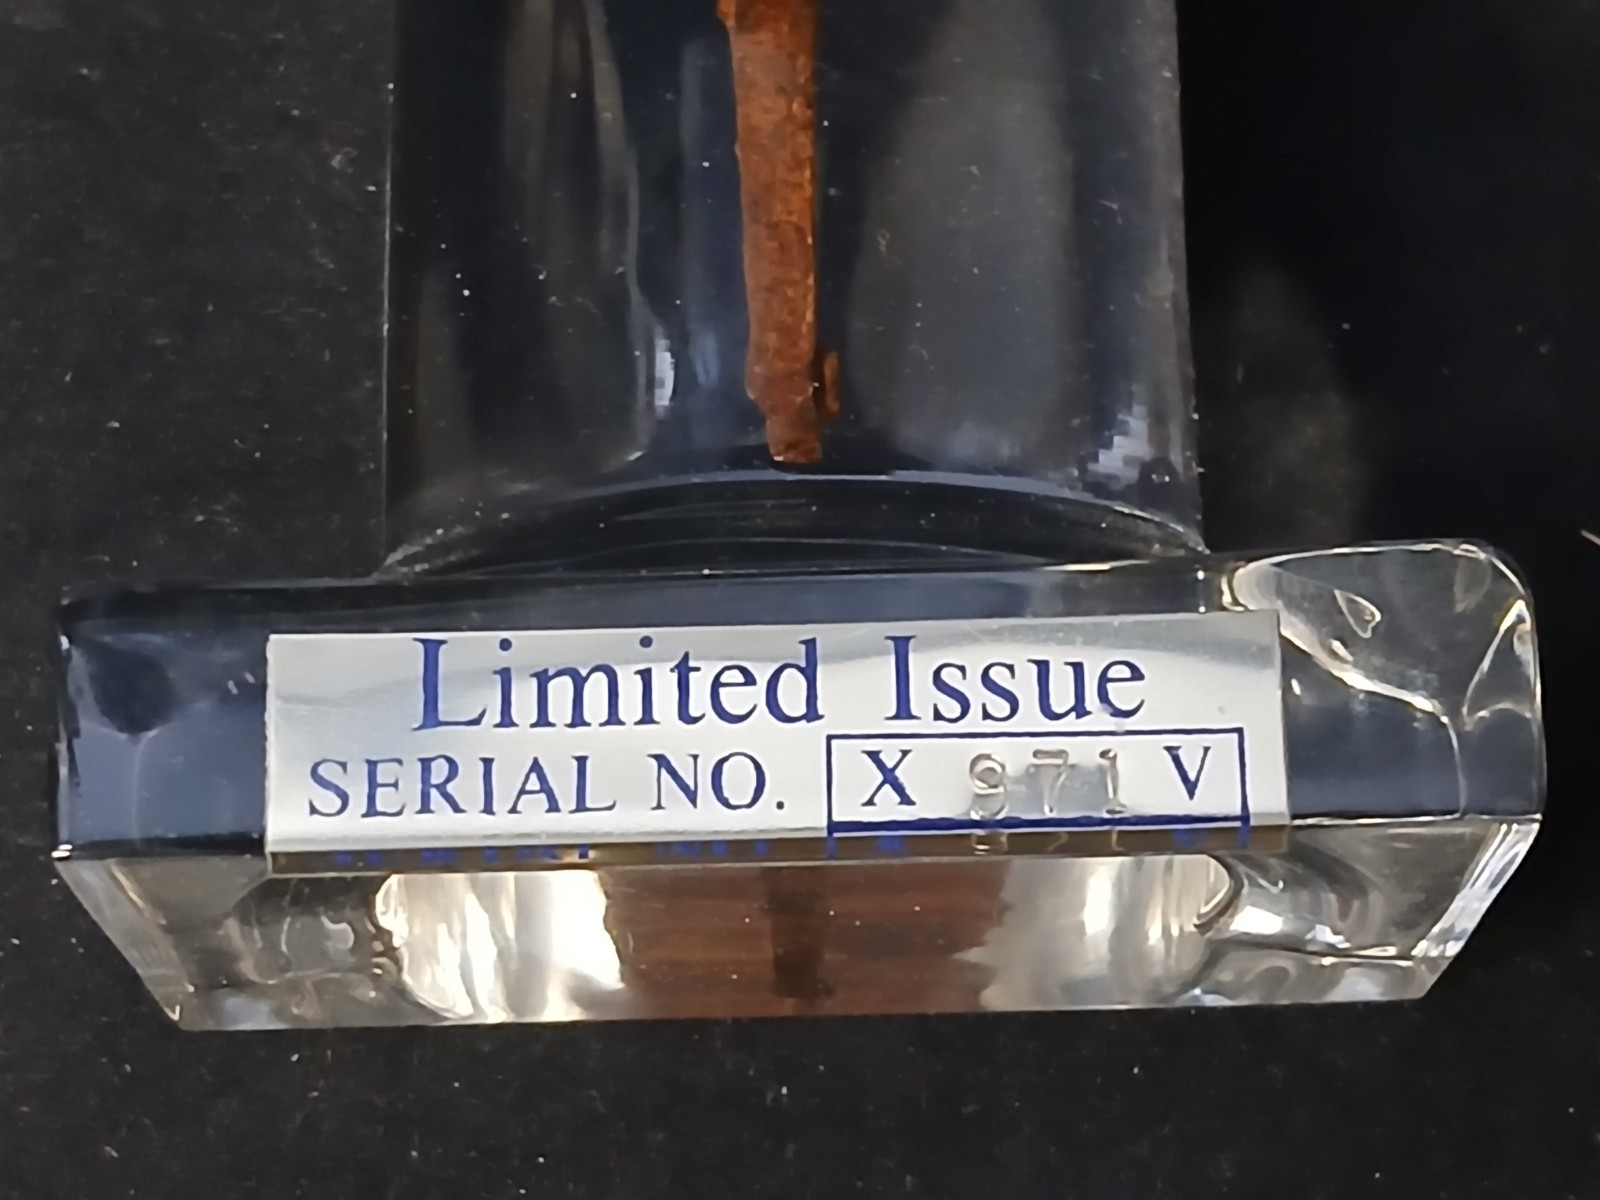 Limited Issue
SERIAL NO. X 971 V